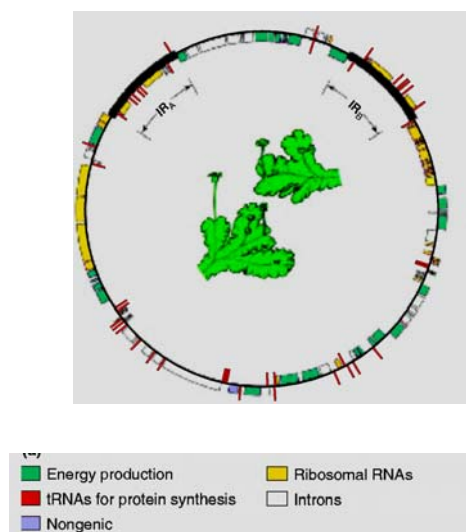 IRA
IRB
(a)
Energy production
Ribosomal RNAs
tRNAs for protein synthesis
Introns
Nongenic